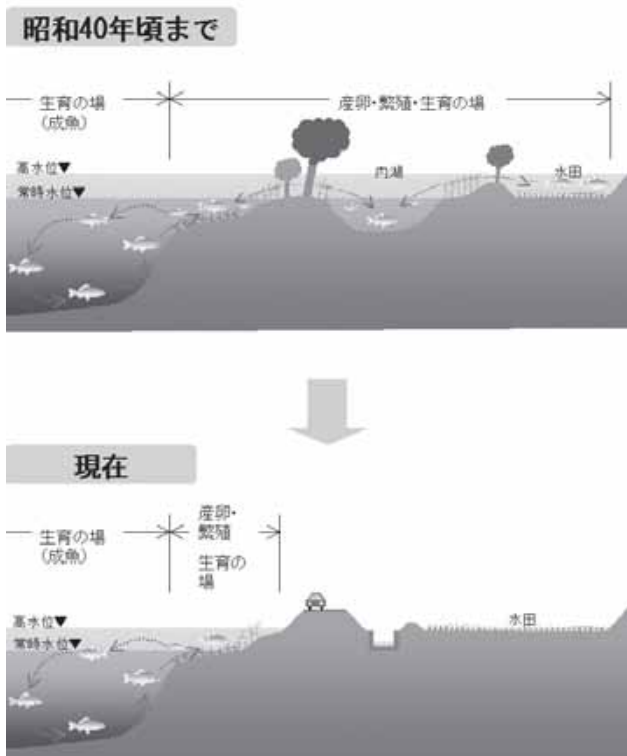 昭和40年頃まで
生育の場
(成魚)
産卵・繁殖・生育の場
高水位▼
常時水位▼
内湖
水田
現在
生育の場
(成魚)
産卵・
繁殖
生育の
場
高水位▼
常時水位▼
水田